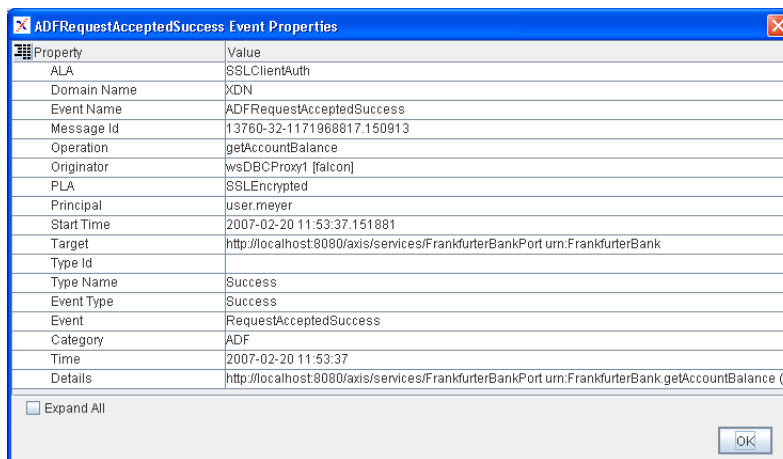 ADFRequestAcceptedSuccess Event Properties
Property Value
ALA SSLClientAuth
Domain Name XDN
Event Name ADFRequestAcceptedSuccess
Message Id 13760-32-1171968817.150913
Operation getAccountBalance
Originator wsDBCProxy1 [falcon]
PLA SSLEncrypted
Principal user.meyer
Start Time 2007-02-20 11:53:37.151881
Target http://localhost:8080/axis/services/FrankfurterBankPort urn:FrankfurterBank
Type Id
Type Name Success
Event Type Success
Event RequestAcceptedSuccess
Category ADF
Time 2007-02-20 11:53:37
Details http://localhost:8080/axis/services/FrankfurterBankPort urn:FrankfurterBank.getAccountBalance (
Expand All
OK